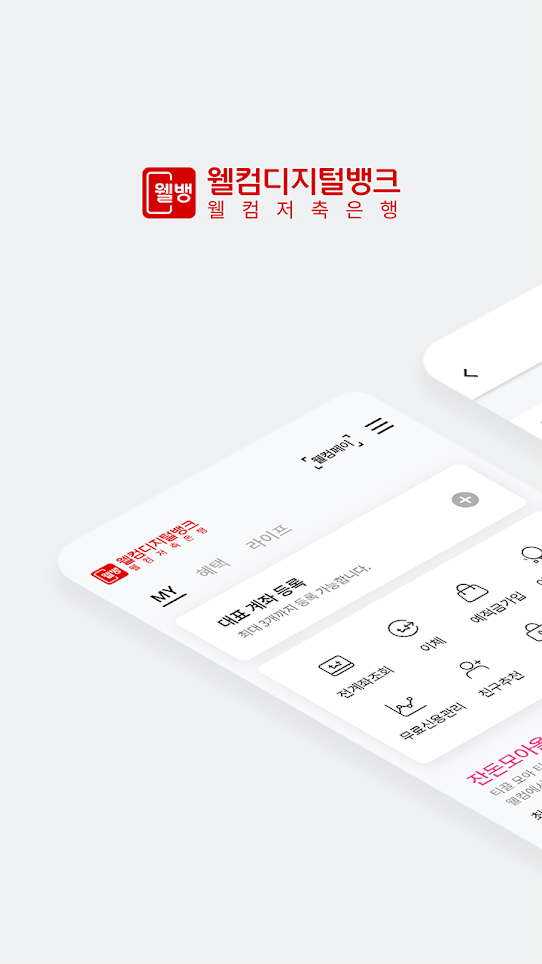 웰뱅
웰컴디지털뱅크
웰컴저축은행
웰컴페이
웰뱅
웰컴디지털뱅크
웰컴저축은행
MY 혜택 라이프
대표 계좌 등록
최대 3개까지 등록 가능합니다.
전계좌조회 이체 예적금가입
무료신용관리 친구추천
잔돈모아올
티끌 모아 티
웰컴에서